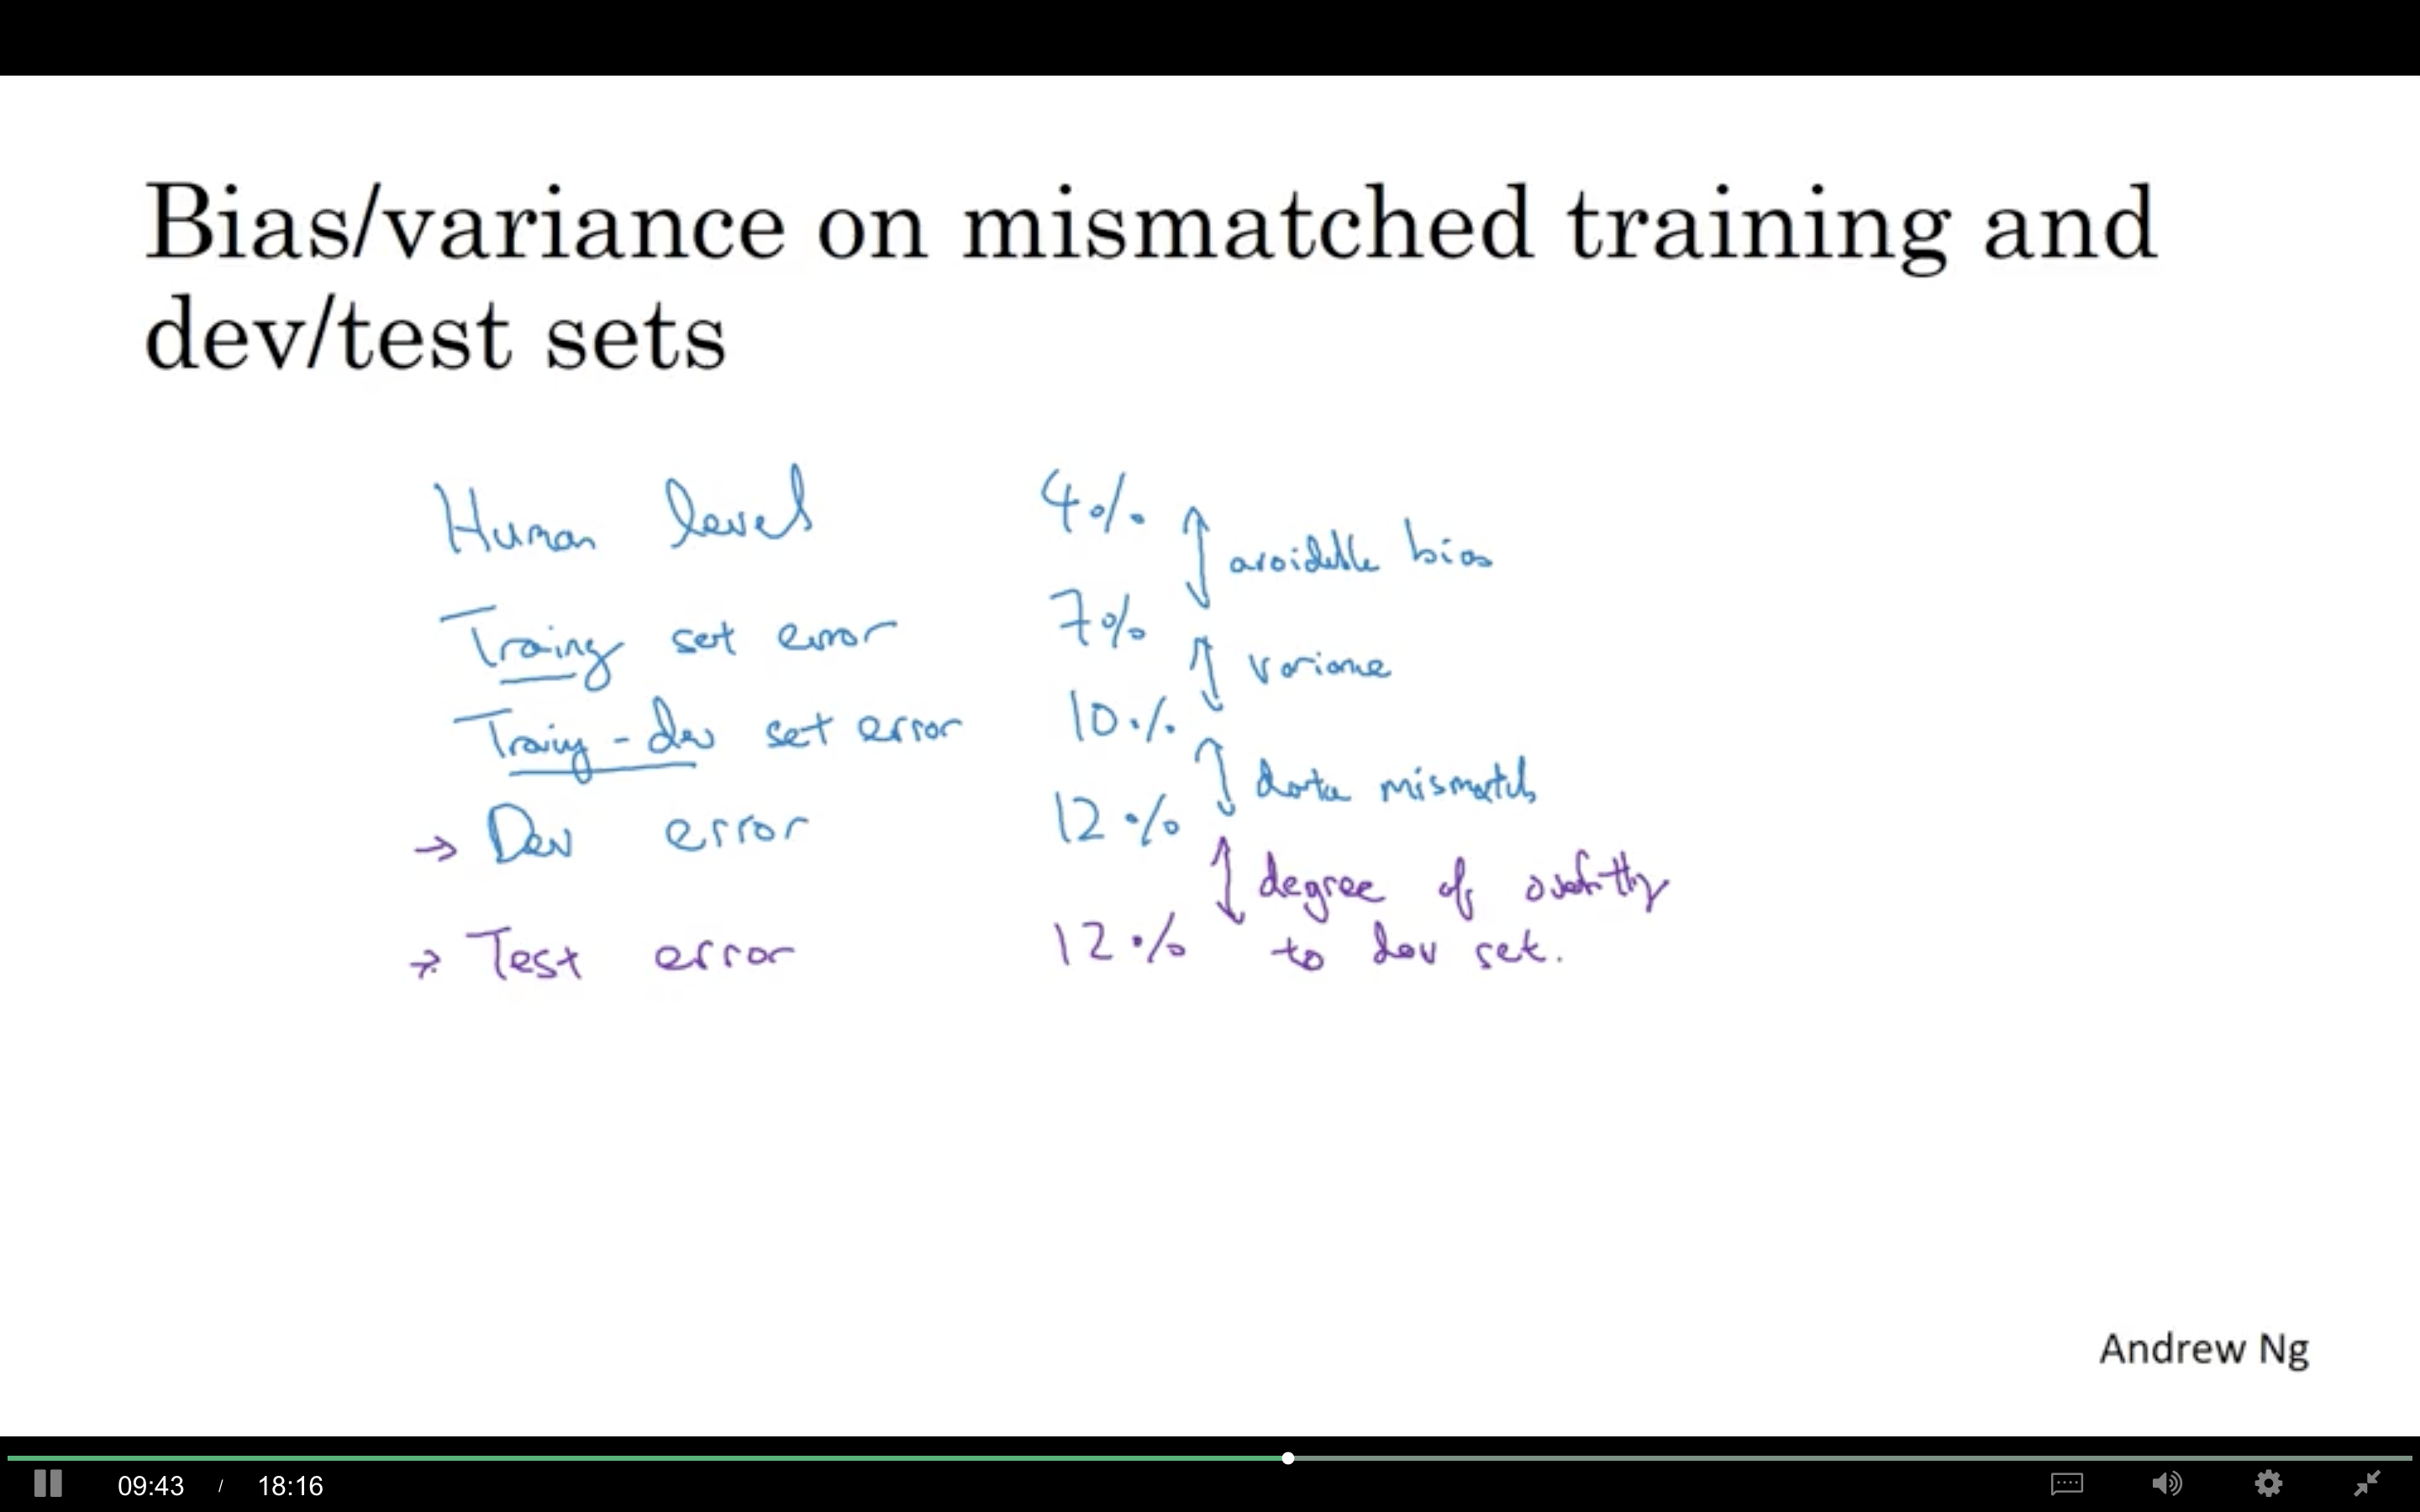 Bias/variance on mismatched training and
dev/test sets
Human level 4%
avoidable bias
Training set error 7%
variance
Training-dev set error 10%
data mismatch
→ Dev error 12%
degree of overfitting
→ Test error 12% to dev set.
Andrew Ng
09:43 / 18:16